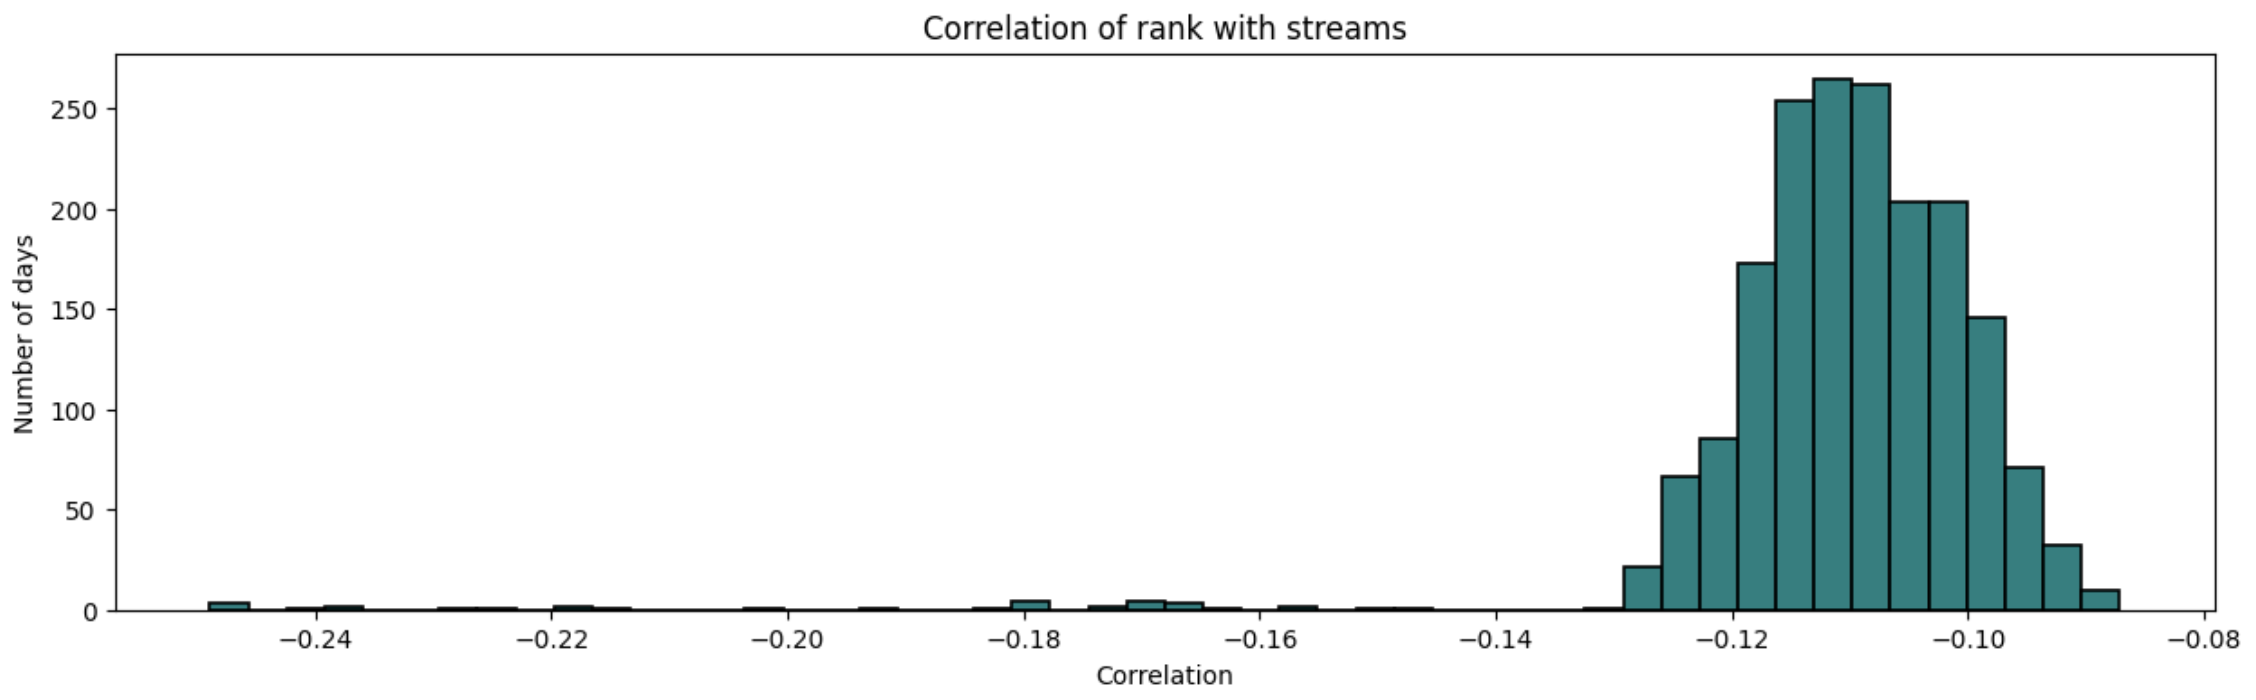 Correlation of rank with streams
Number of days
250
200
150
100
50
0
−0.24 −0.22 −0.20 −0.18 −0.16 −0.14 −0.12 −0.10 −0.08
Correlation